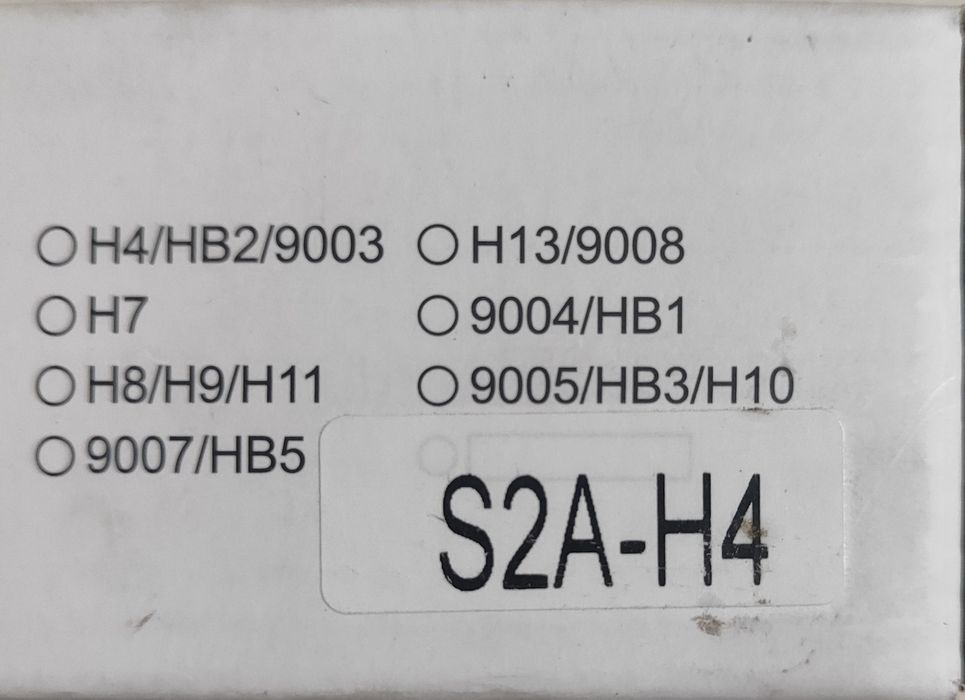 H4/HB2/9003 H13/9008
H7 9004/HB1
H8/H9/H11 9005/HB3/H10
9007/HB5
S2A-H4